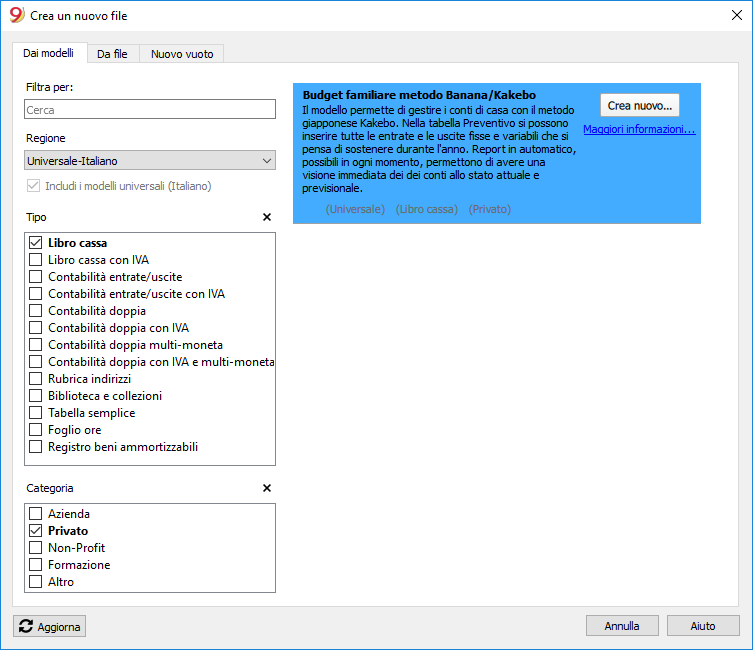 Crea un nuovo file
Dai modelli
Da file
Nuovo vuoto
Filtra per:
Cerca
Regione
Universale-Italiano
Includi i modelli universali (Italiano)
Tipo
Libro cassa
Libro cassa con IVA
Contabilità entrate/uscite
Contabilità entrate/uscite con IVA
Contabilità doppia
Contabilità doppia con IVA
Contabilità doppia multi-moneta
Contabilità doppia con IVA e multi-moneta
Rubrica indirizzi
Biblioteca e collezioni
Tabella semplice
Foglio ore
Registro beni ammortizzabili
Categoria
Azienda
Privato
Non-Profit
Formazione
Altro
Budget familiare metodo Banana/Kakebo
Il modello permette di gestire i conti di casa con il metodo
giapponese Kakebo. Nella tabella Preventivo si possono
inserire tutte le entrate e le uscite fisse e variabili che si
pensa di sostenere durante l'anno. Report in automatico,
possibili in ogni momento, permettono di avere una
visione immediata dei dei conti allo stato attuale e
previsionale.
(Universale) (Libro cassa) (Privato)
Crea nuovo...
Maggiori informazioni...
Aggiorna
Annulla
Aiuto